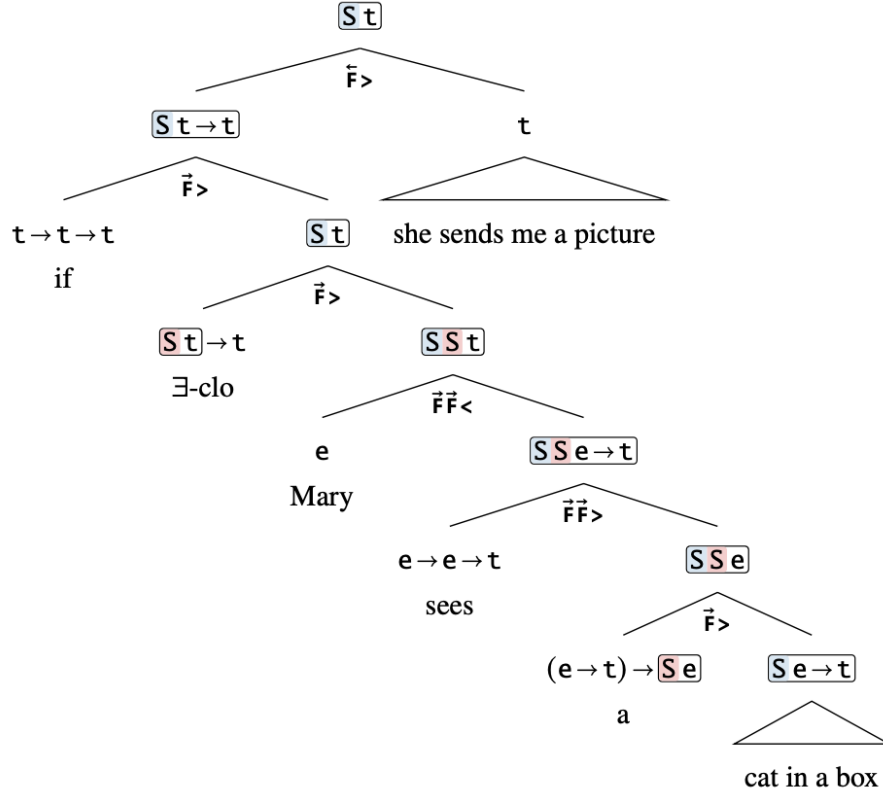 S t
F⃖ >
S t → t
t
F⃗ >
t → t → t
if
S t
she sends me a picture
F⃗ >
S t → t
∃-clo
S S t
F⃗ F⃗ <
e
Mary
S S e → t
F⃗ F⃗ >
e → e → t
sees
S S e
F⃗ >
(e → t) → S e
a
S e → t
cat in a box